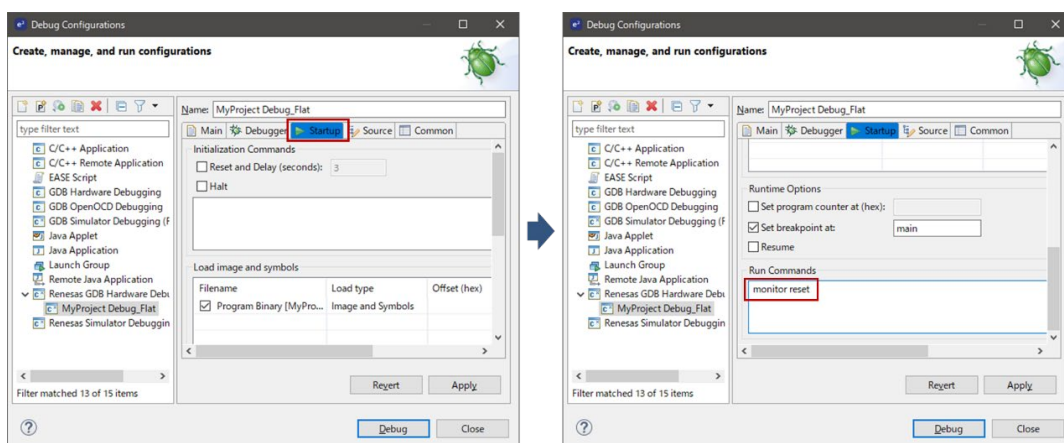 Debug Configurations
Create, manage, and run configurations
type filter text
C/C++ Application
C/C++ Remote Application
EASE Script
GDB Hardware Debugging
GDB OpenOCD Debugging
GDB Simulator Debugging (F
Java Applet
Java Application
Launch Group
Remote Java Application
Renesas GDB Hardware Debu
MyProject Debug_Flat
Renesas Simulator Debuggin
Filter matched 13 of 15 items
Name: MyProject Debug_Flat
Main Debugger Startup Source Common
Initialization Commands
Reset and Delay (seconds): 3
Halt
Load image and symbols
Filename Load type Offset (hex)
Program Binary [MyPro... Image and Symbols
Revert Apply
Debug Close
Debug Configurations
Create, manage, and run configurations
type filter text
C/C++ Application
C/C++ Remote Application
EASE Script
GDB Hardware Debugging
GDB OpenOCD Debugging
GDB Simulator Debugging (F
Java Applet
Java Application
Launch Group
Remote Java Application
Renesas GDB Hardware Debu
MyProject Debug_Flat
Renesas Simulator Debuggin
Filter matched 13 of 15 items
Name: MyProject Debug_Flat
Main Debugger Startup Source Common
Runtime Options
Set program counter at (hex):
Set breakpoint at: main
Resume
Run Commands
monitor reset
Revert Apply
Debug Close